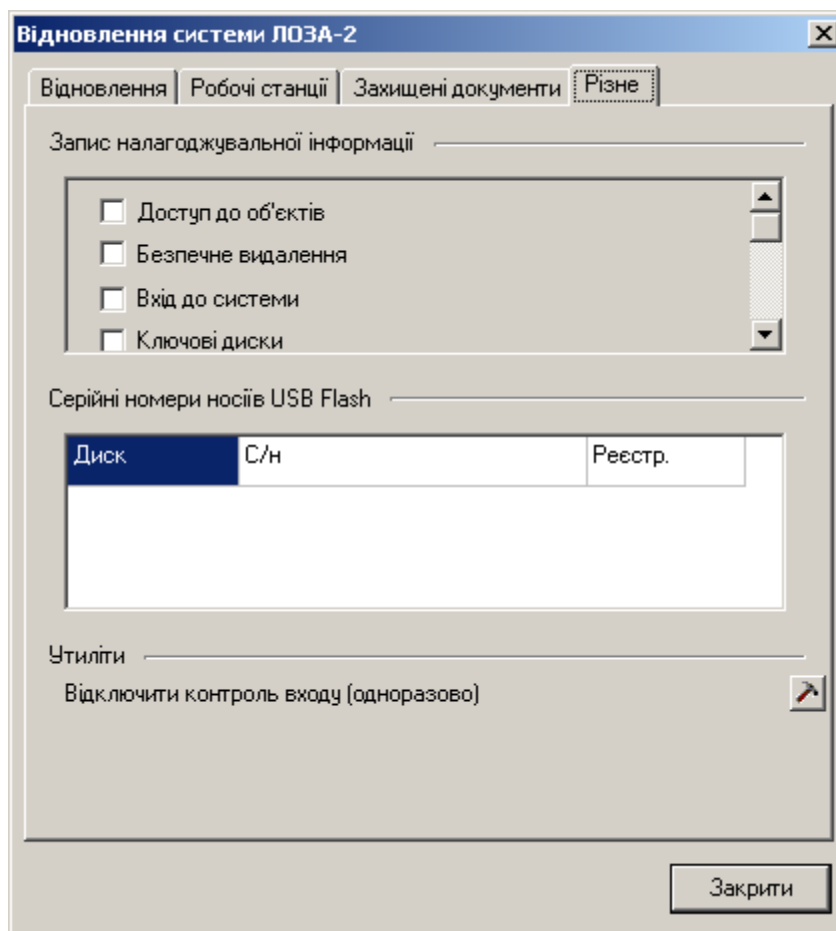 Відновлення системи ЛОЗА-2
Відновлення Робочі станції Захищені документи Різне
Запис налагоджувальної інформації
Доступ до об'єктів
Безпечне видалення
Вхід до системи
Ключові диски
Серійні номери носіїв USB Flash
Диск С/н Реєстр.
Утиліти
Відключити контроль входу (одноразово)
Закрити